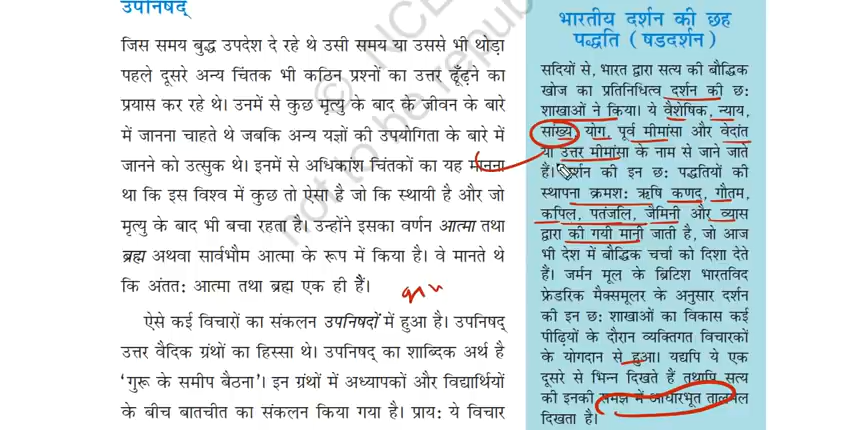 उपनिषद्
जिस समय बुद्ध उपदेश दे रहे थे उसी समय या उससे भी थोड़ा
पहले दूसरे अन्य चिंतक भी कठिन प्रश्नों का उत्तर ढूँढ़ने का
प्रयास कर रहे थे। उनमें से कुछ मृत्यु के बाद के जीवन के बारे
में जानना चाहते थे जबकि अन्य यज्ञों की उपयोगिता के बारे में
जानने को उत्सुक थे। इनमें से अधिकांश चिंतकों का यह मानना
था कि इस विश्व में कुछ तो ऐसा है जो कि स्थायी है और जो
मृत्यु के बाद भी बचा रहता है। उन्होंने इसका वर्णन आत्मा तथा
ब्रह्म अथवा सार्वभौम आत्मा के रूप में किया है। वे मानते थे
कि अंतत: आत्मा तथा ब्रह्म एक ही हैं।
ऐसे कई विचारों का संकलन उपनिषदों में हुआ है। उपनिषद्
उत्तर वैदिक ग्रंथों का हिस्सा थे। उपनिषद् का शाब्दिक अर्थ है
‘गुरू के समीप बैठना’। इन ग्रंथों में अध्यापकों और विद्यार्थियों
के बीच बातचीत का संकलन किया गया है। प्राय: ये विचार
भारतीय दर्शन की छह
पद्धति (षडदर्शन)
सदियों से, भारत द्वारा सत्य की बौद्धिक
खोज का प्रतिनिधित्व दर्शन की छ:
शाखाओं ने किया। ये वैशेषिक, न्याय,
सांख्य, योग, पूर्व मीमांसा और वेदांत
या उत्तर मीमांसा के नाम से जाने जाते
हैं। दर्शन की इन छ: पद्धतियों की
स्थापना क्रमश: ऋषि कणद, गौतम,
कपिल, पतंजलि, जैमिनी और व्यास
द्वारा की गयी मानी जाती है, जो आज
भी देश में बौद्धिक चर्चा को दिशा देते
हैं। जर्मन मूल के ब्रिटिश भारतविद
फ्रेडरिक मैक्समूलर के अनुसार दर्शन
की इन छ: शाखाओं का विकास कई
पीढ़ियों के दौरान व्यक्तिगत विचारकों
के योगदान से हुआ। यद्यपि ये एक
दूसरे से भिन्न दिखते हैं तथापि सत्य
की इनकी समझ में आधारभूत तालमेल
दिखता है।
© NCE
not to be republ